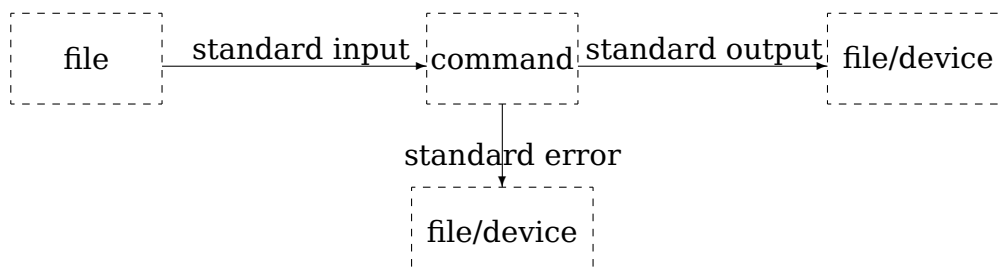 file
standard input
command
standard output
file/device
standard error
file/device